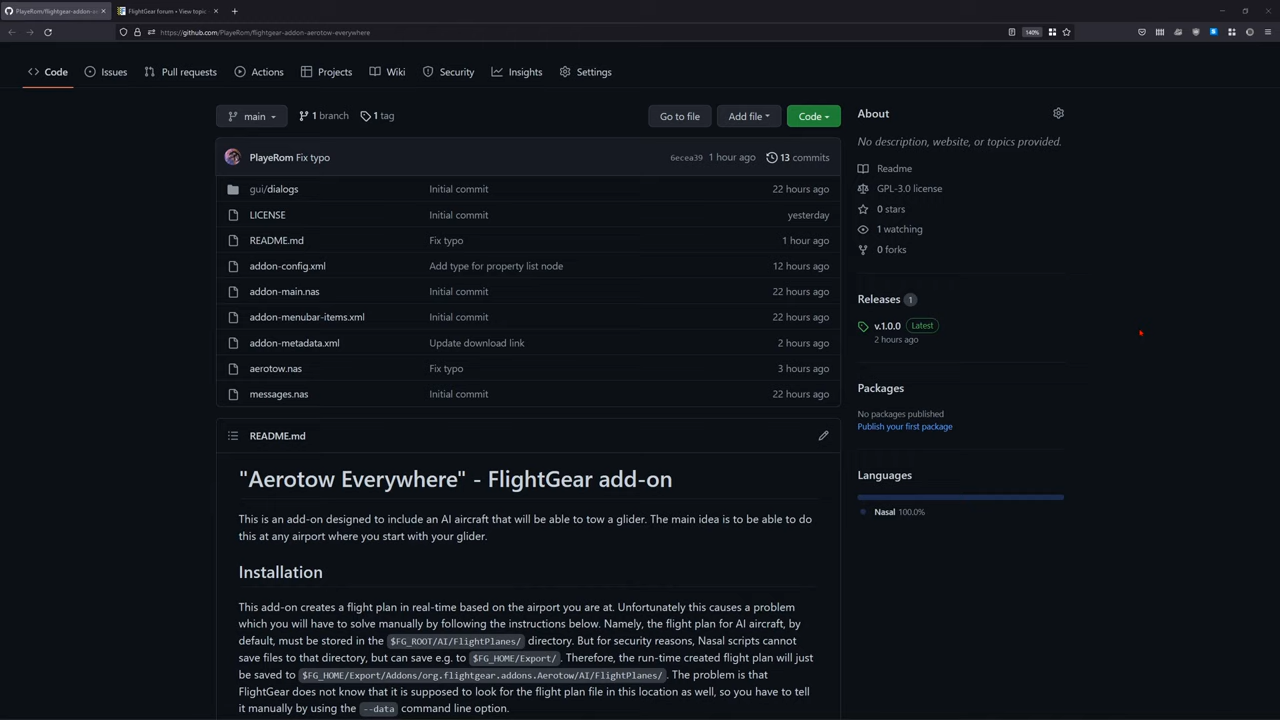 PlayeRom/flightgear-addon-a
FlightGear forum • View topic
https://github.com/PlayeRom/flightgear-addon-aerotow-everywhere
140%
Code Issues Pull requests Actions Projects Wiki Security Insights Settings
main 1 branch 1 tag Go to file Add file Code
PlayeRom Fix typo 6ecea39 1 hour ago 13 commits
gui/dialogs Initial commit 22 hours ago
LICENSE Initial commit yesterday
README.md Fix typo 1 hour ago
addon-config.xml Add type for property list node 12 hours ago
addon-main.nas Initial commit 22 hours ago
addon-menubar-items.xml Initial commit 22 hours ago
addon-metadata.xml Update download link 2 hours ago
aerotow.nas Fix typo 3 hours ago
messages.nas Initial commit 22 hours ago
README.md
"Aerotow Everywhere" - FlightGear add-on
This is an add-on designed to include an AI aircraft that will be able to tow a glider. The main idea is to be able to do
this at any airport where you start with your glider.
Installation
This add-on creates a flight plan in real-time based on the airport you are at. Unfortunately this causes a problem
which you will have to solve manually by following the instructions below. Namely, the flight plan for AI aircraft, by
default, must be stored in the $FG_ROOT/AI/FlightPlanes/ directory. But for security reasons, Nasal scripts cannot
save files to that directory, but can save e.g. to $FG_HOME/Export/. Therefore, the run-time created flight plan will just
be saved to $FG_HOME/Export/Addons/org.flightgear.addons.Aerotow/AI/FlightPlanes/. The problem is that
FlightGear does not know that it is supposed to look for the flight plan file in this location as well, so you have to tell
it manually by using the --data command line option.
About
No description, website, or topics provided.
Readme
GPL-3.0 license
0 stars
1 watching
0 forks
Releases 1
v.1.0.0 Latest
2 hours ago
Packages
No packages published
Publish your first package
Languages
Nasal 100.0%